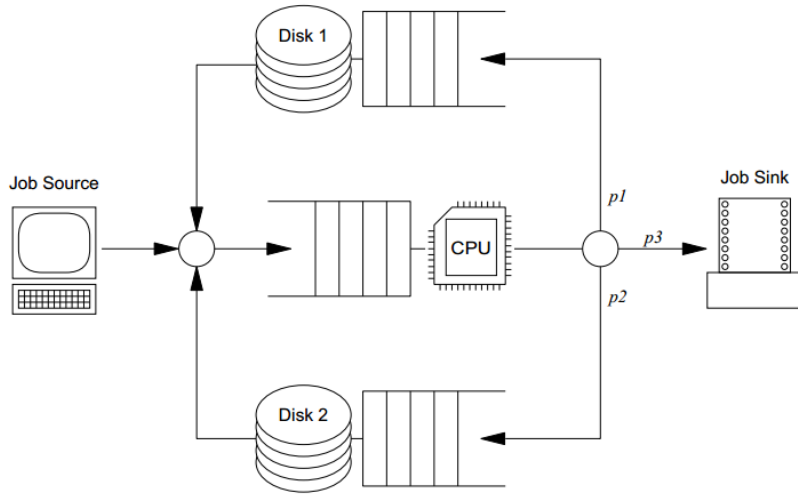 Disk 1
Job Source
Job Sink
p1
CPU
p3
p2
Disk 2